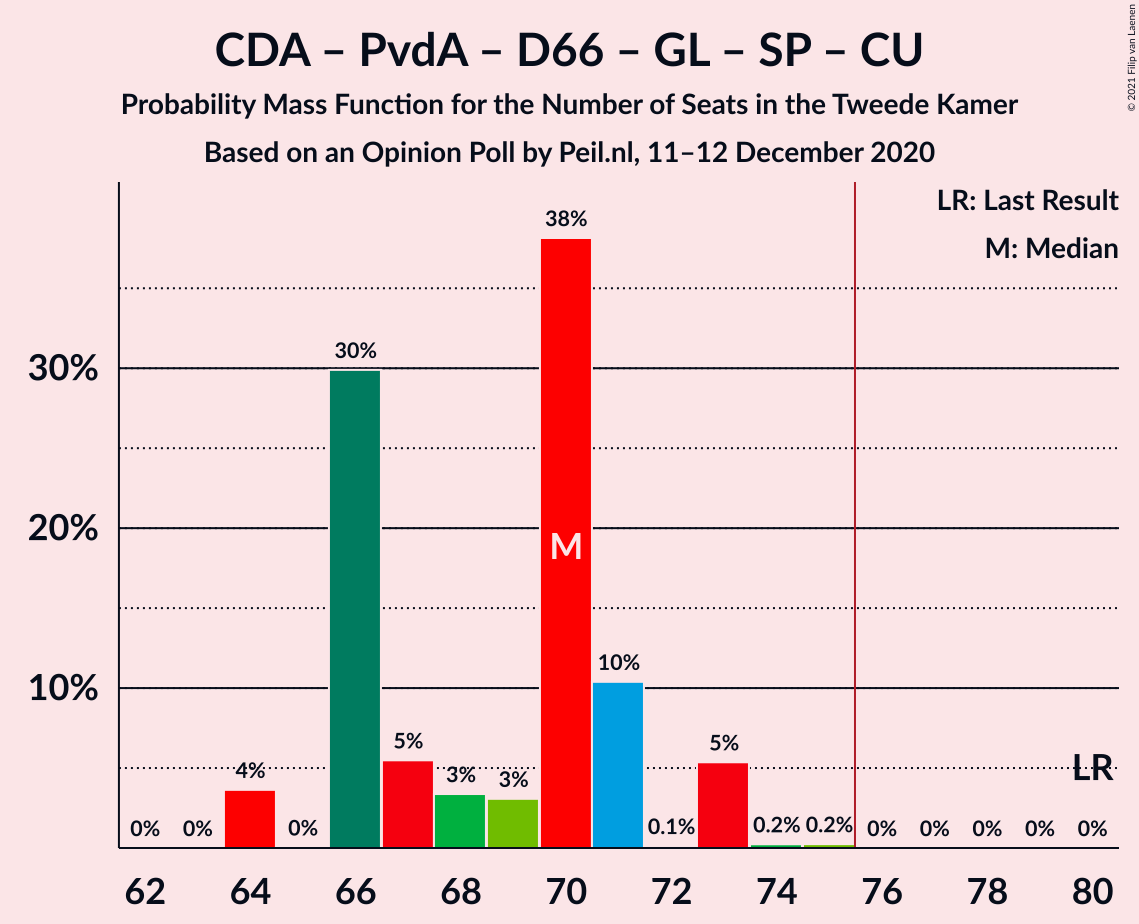 CDA – PvdA – D66 – GL – SP – CU
Probability Mass Function for the Number of Seats in the Tweede Kamer
Based on an Opinion Poll by Peil.nl, 11–12 December 2020
© 2021 Filip van Laenen
LR: Last Result
M: Median
38%
30%
30%
20%
M
10%
10%
5%
5%
4%
3%
3%
LR
0%
0%
0%
0.1%
0.2%
0.2%
0%
0%
0%
0%
0%
62 64 66 68 70 72 74 76 78 80